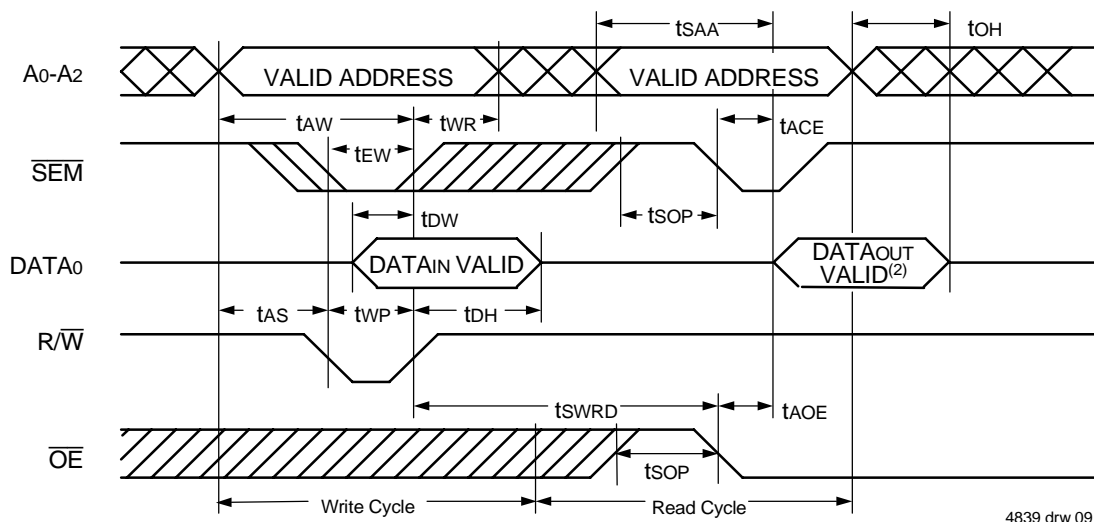 tSAA
tOH
A0-A2
VALID ADDRESS
VALID ADDRESS
tAW
tWR
tACE
tEW
SEM
tSOP
tDW
DATA0
DATAIN VALID
DATAOUT
VALID(2)
tAS
tWP
tDH
R/W
tSWRD
tAOE
OE
tSOP
Write Cycle
Read Cycle
4839 drw 09